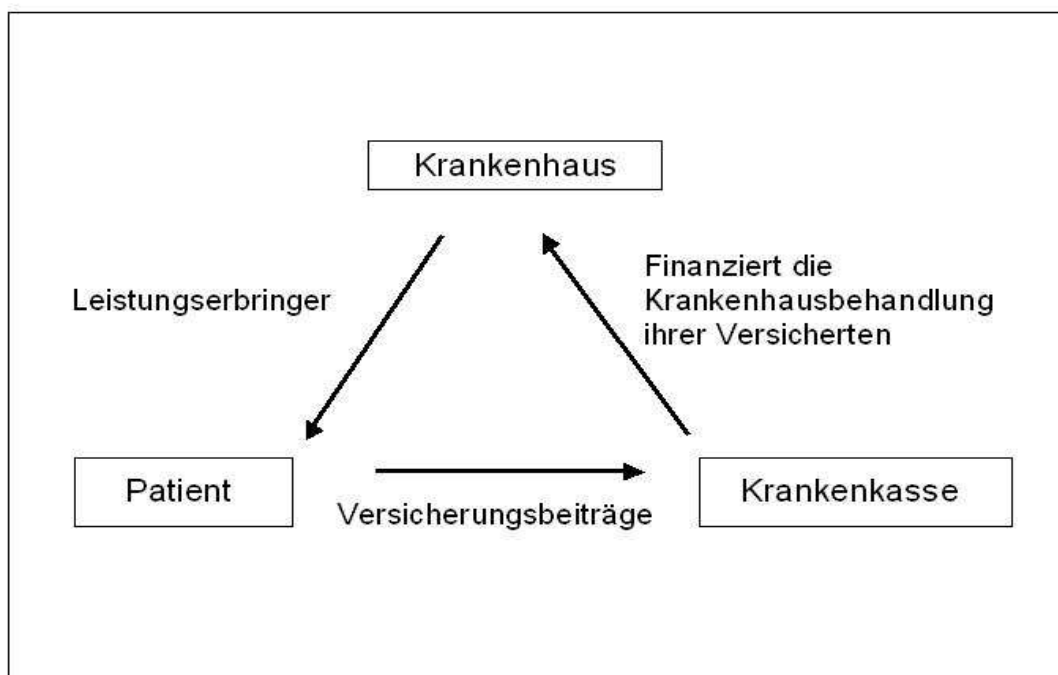 Krankenhaus
Leistungserbringer
Finanziert die
Krankenhausbehandlung
ihrer Versicherten
Patient
Versicherungsbeiträge
Krankenkasse